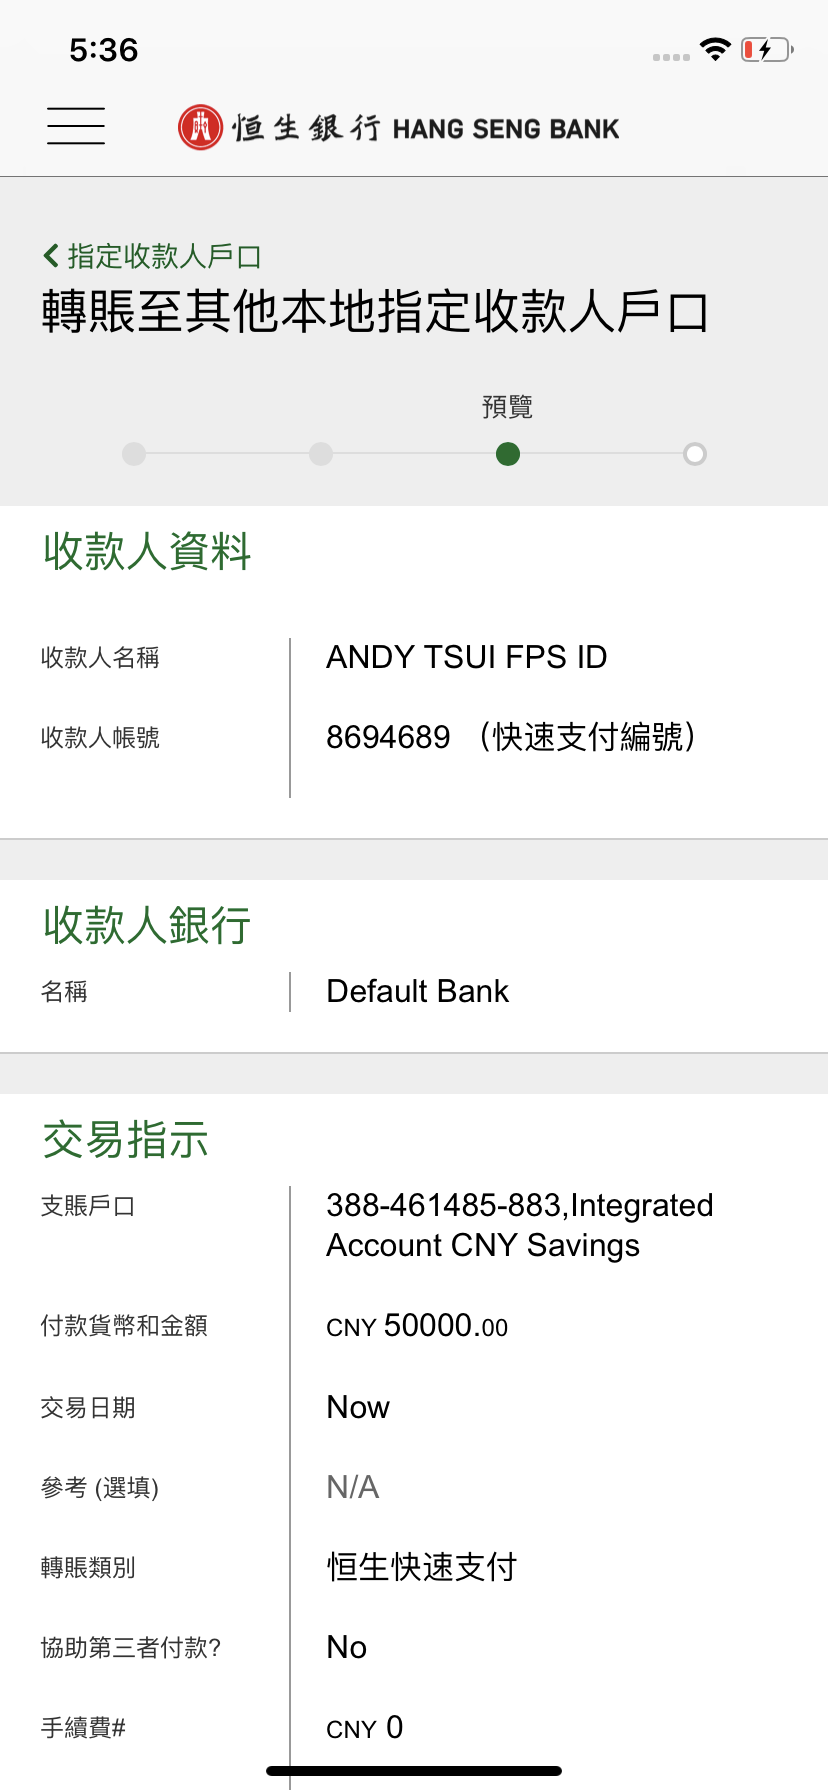 5:36
恒生銀行 HANG SENG BANK
指定收款人戶口
轉賬至其他本地指定收款人戶口
預覽
收款人資料
收款人名稱 ANDY TSUI FPS ID
收款人帳號 8694689 （快速支付編號）
收款人銀行
名稱 Default Bank
交易指示
支賬戶口 388-461485-883,Integrated
Account CNY Savings
付款貨幣和金額 CNY 50000.00
交易日期 Now
參考 (選填) N/A
轉賬類別 恒生快速支付
協助第三者付款? No
手續費# CNY 0